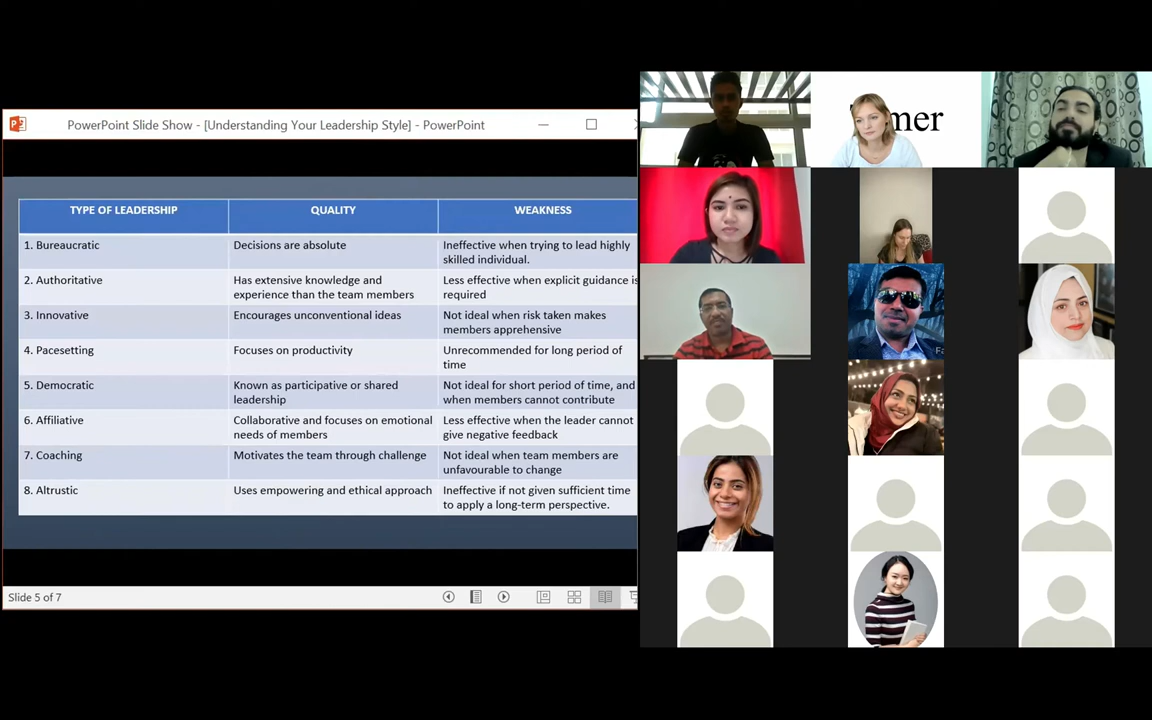 PowerPoint Slide Show - [Understanding Your Leadership Style] - PowerPoint
TYPE OF LEADERSHIP
QUALITY
WEAKNESS
1. Bureaucratic
Decisions are absolute
Ineffective when trying to lead highly
skilled individual.
2. Authoritative
Has extensive knowledge and
experience than the team members
Less effective when explicit guidance is
required
3. Innovative
Encourages unconventional ideas
Not ideal when risk taken makes
members apprehensive
4. Pacesetting
Focuses on productivity
Unrecommended for long period of
time
5. Democratic
Known as participative or shared
leadership
Not ideal for short period of time, and
when members cannot contribute
6. Affiliative
Collaborative and focuses on emotional
needs of members
Less effective when the leader cannot
give negative feedback
7. Coaching
Motivates the team through challenge
Not ideal when team members are
unfavourable to change
8. Altrustic
Uses empowering and ethical approach
Ineffective if not given sufficient time
to apply a long-term perspective.
Slide 5 of 7